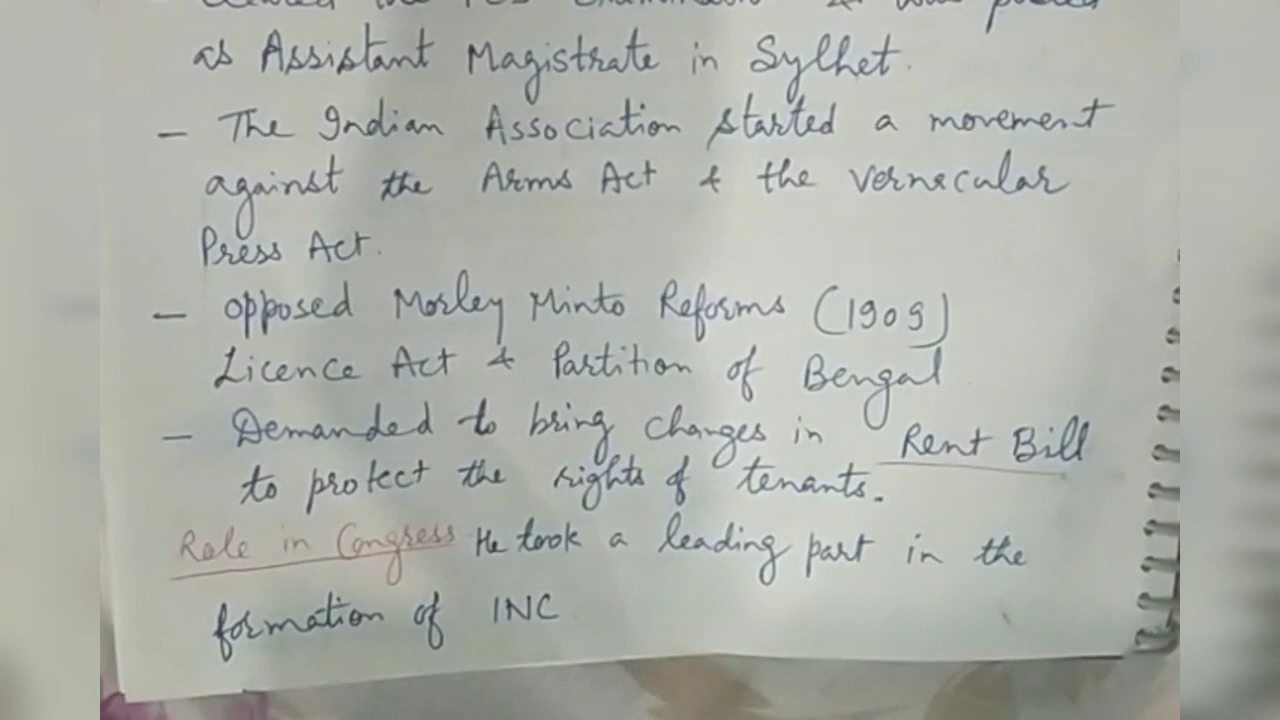 as Assistant Magistrate in Sylhet.
- The Indian Association started a movement
against the Arms Act & the vernacular
Press Act.
- opposed Morley Minto Reforms (1909)
Licence Act & Partition of Bengal
- Demanded to bring changes in Rent Bill
to protect the rights of tenants.
Role in Congress He took a leading part in the
formation of INC